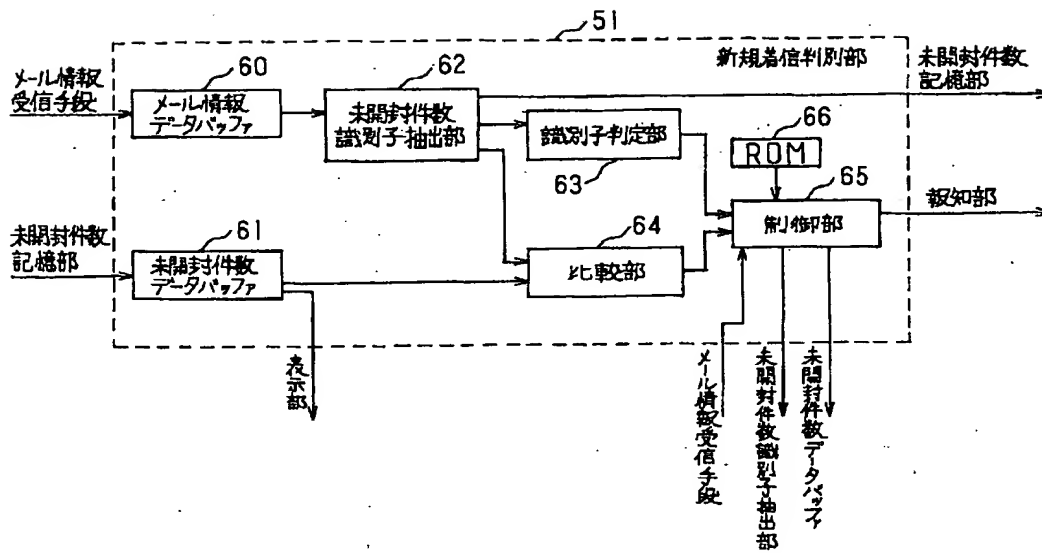 51
新規着信判別部
メール情報
受信手段
60
メール情報
データバッファ
62
未開封件数
識別子抽出部
識別子判定部
63
66
ROM
65
制御部
未開封件数
記憶部
報知部
未開封件数
記憶部
61
未開封件数
データバッファ
64
比較部
表示部
メール情報受信手段
未開封件数識別子抽出部
未開封件数データバッファ